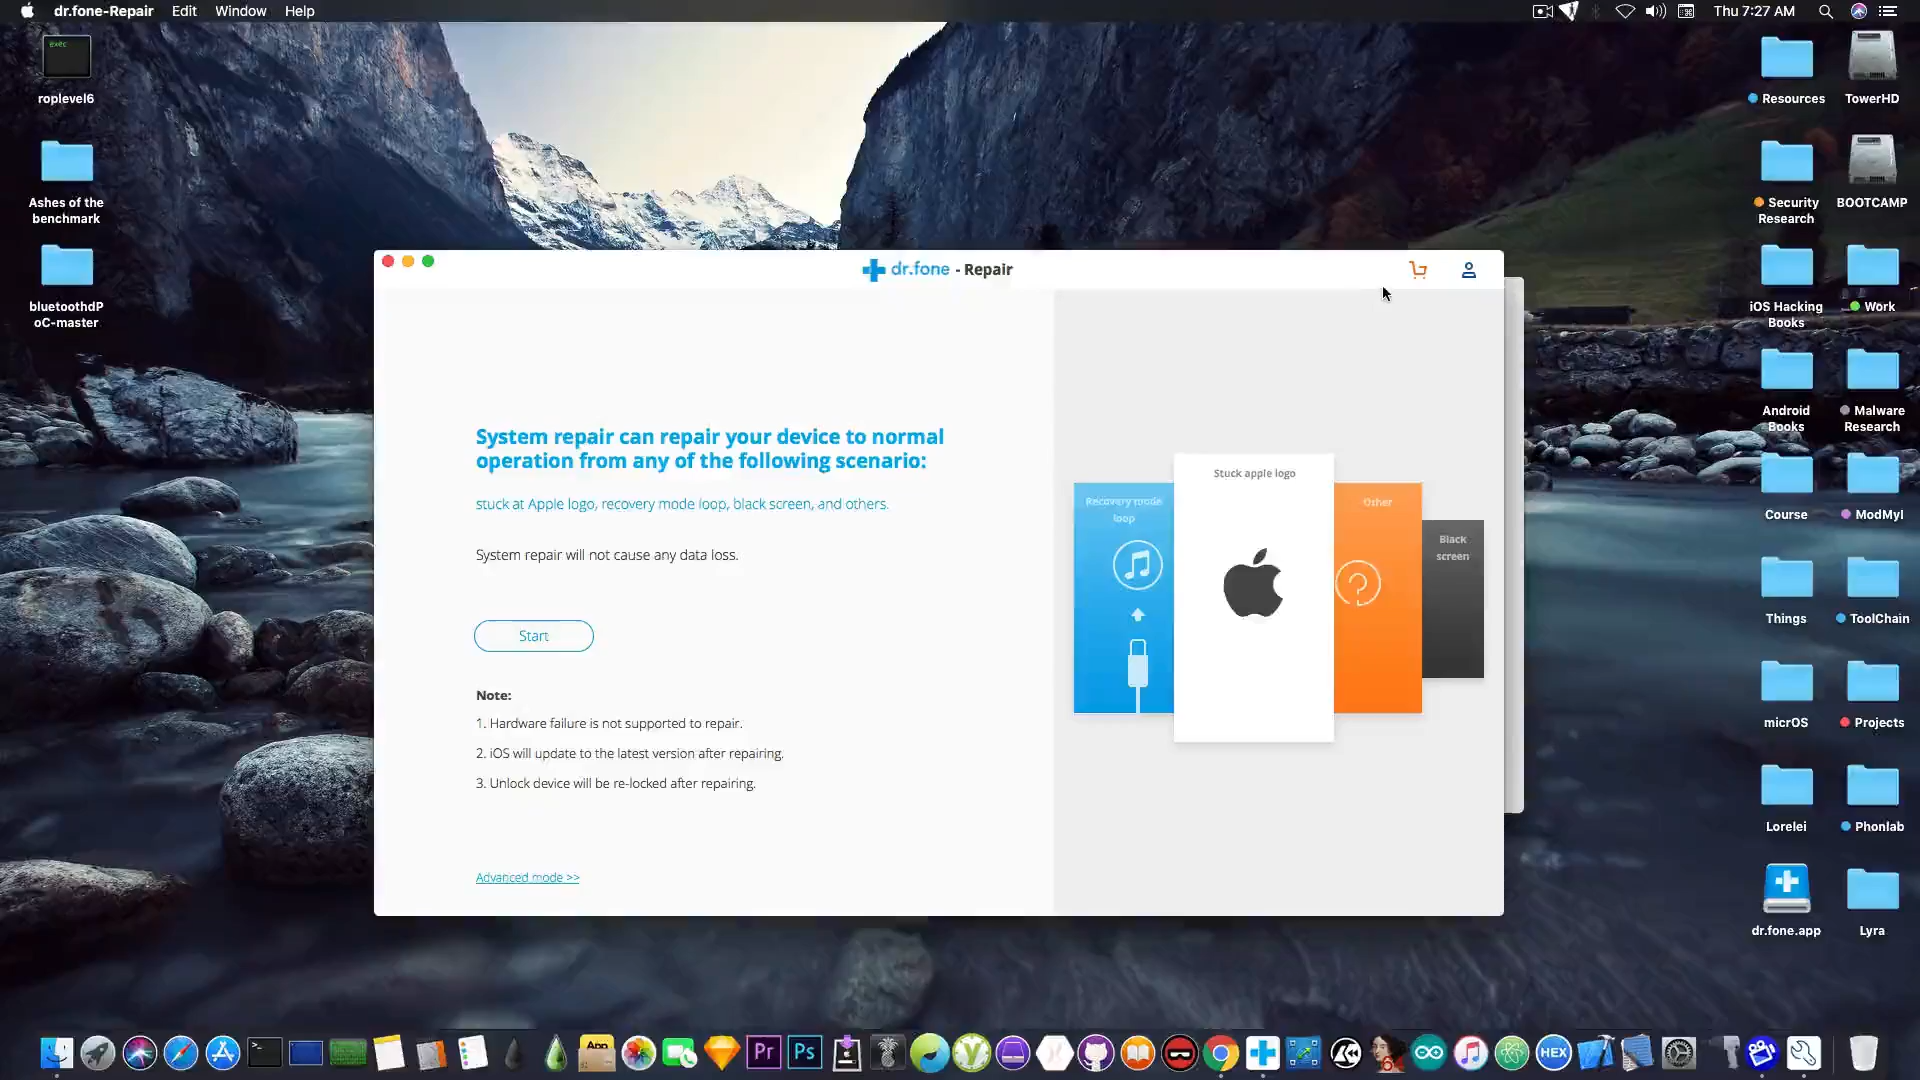 dr.fone-Repair Edit Window Help
Thu 7:27 AM
exec
roplevel6
Ashes of the
benchmark
bluetoothdP
oC-master
Resources
TowerHD
Security
Research
BOOTCAMP
iOS Hacking
Books
Work
Android
Books
Malware
Research
Course
ModMyI
Things
ToolChain
micrOS
Projects
Lorelei
Phonlab
dr.fone.app
Lyra
dr.fone - Repair
System repair can repair your device to normal
operation from any of the following scenario:
stuck at Apple logo, recovery mode loop, black screen, and others.
System repair will not cause any data loss.
Start
Note:
1. Hardware failure is not supported to repair.
2. iOS will update to the latest version after repairing.
3. Unlock device will be re-locked after repairing.
Advanced mode >>
Recovery mode
loop
Stuck apple logo
Other
Black
screen
App
Pr
Ps
HEX